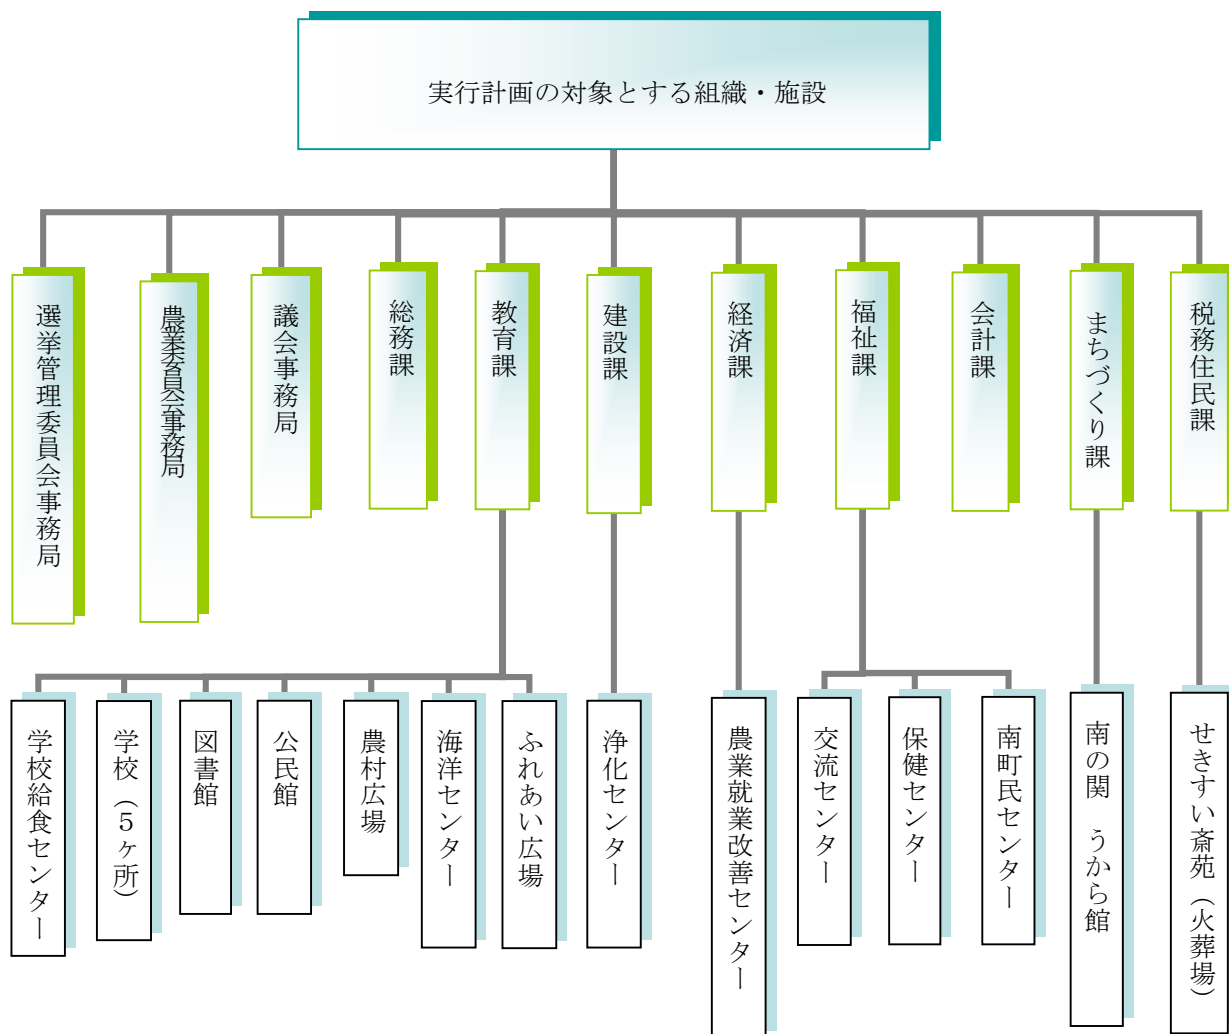 実行計画の対象とする組織・施設
選挙管理委員会事務局
農業委員会事務局
議会事務局
総務課
教育課
建設課
経済課
福祉課
会計課
まちづくり課
税務住民課
学校給食センター
学校（5ヶ所）
図書館
公民館
農村広場
海洋センター
ふれあい広場
浄化センター
農業就業改善センター
交流センター
保健センター
南町民センター
南の関　うから館
せきすい斎苑（火葬場）